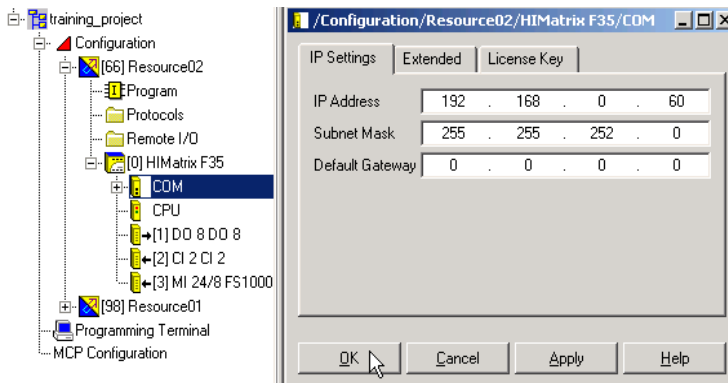 training_project
Configuration
[66] Resource02
Program
Protocols
Remote I/O
[0] HIMatrix F35
COM
CPU
[1] DO 8 DO 8
[2] CI 2 CI 2
[3] MI 24/8 FS1000
[98] Resource01
Programming Terminal
MCP Configuration
/Configuration/Resource02/HIMatrix F35/COM
IP Settings Extended License Key
IP Address 192 . 168 . 0 . 60
Subnet Mask 255 . 255 . 252 . 0
Default Gateway 0 . 0 . 0 . 0
OK Cancel Apply Help